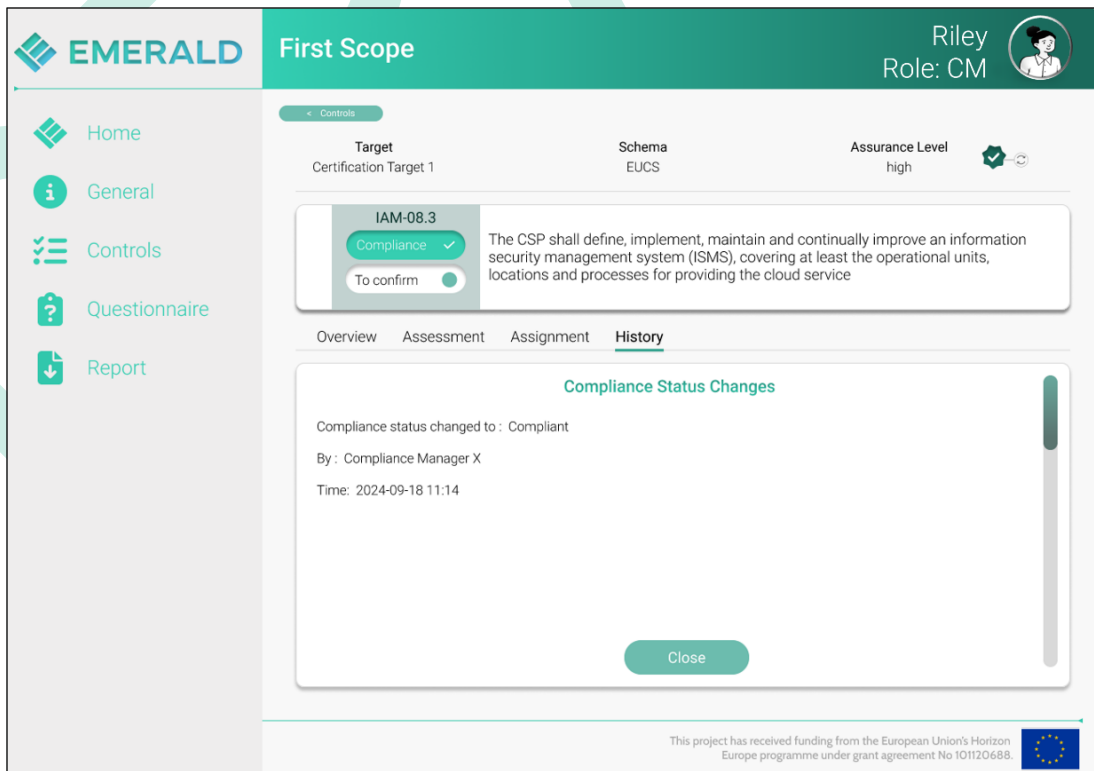 EMERALD
First Scope
Riley
Role: CM
Home
General
Controls
Questionnaire
Report
< Controls
Target
Certification Target 1
Schema
EUCS
Assurance Level
high
IAM-08.3
Compliance
To confirm
The CSP shall define, implement, maintain and continually improve an information
security management system (ISMS), covering at least the operational units,
locations and processes for providing the cloud service
Overview Assessment Assignment History
Compliance Status Changes
Compliance status changed to : Compliant
By : Compliance Manager X
Time: 2024-09-18 11:14
Close
This project has received funding from the European Union's Horizon
Europe programme under grant agreement No 101120688.